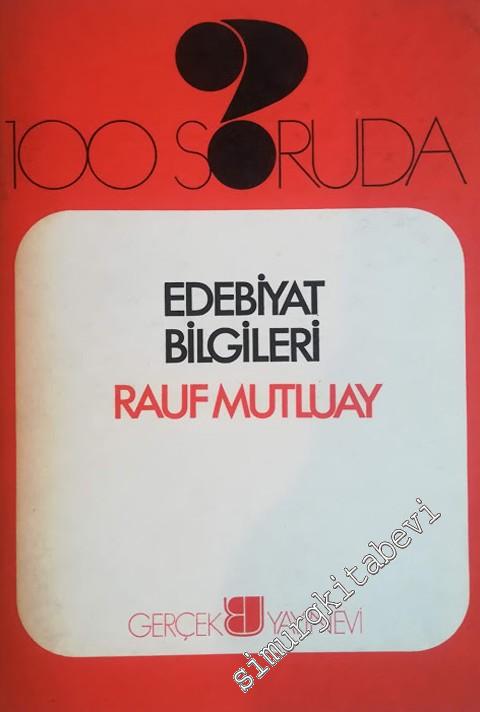 100 SORUDA
EDEBİYAT
BİLGİLERİ
RAUF MUTLUAY
GERÇEK YAYINEVİ
simurgkitabevi